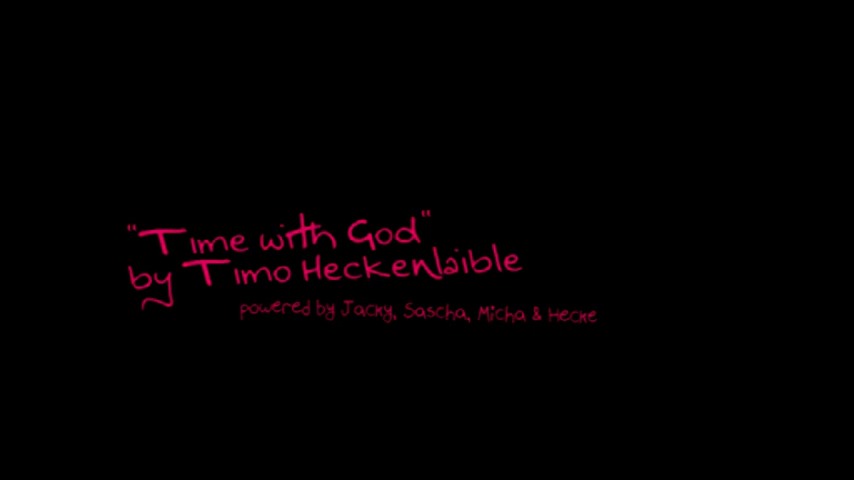 "Time with God"
by Timo Heckenlaible
powered by Jacky, Sascha, Micha & Hecke